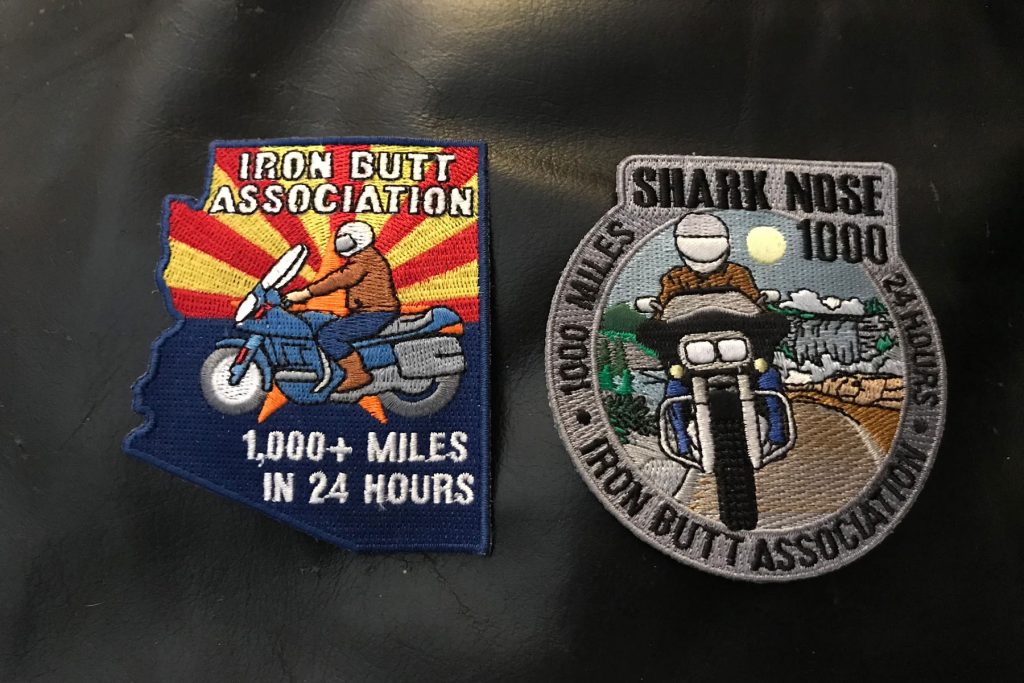 IRON BUTT
ASSOCIATION
1,000+ MILES
IN 24 HOURS
SHARK NOSE
1000
1000 MILES
24 HOURS
IRON BUTT ASSOCIATION